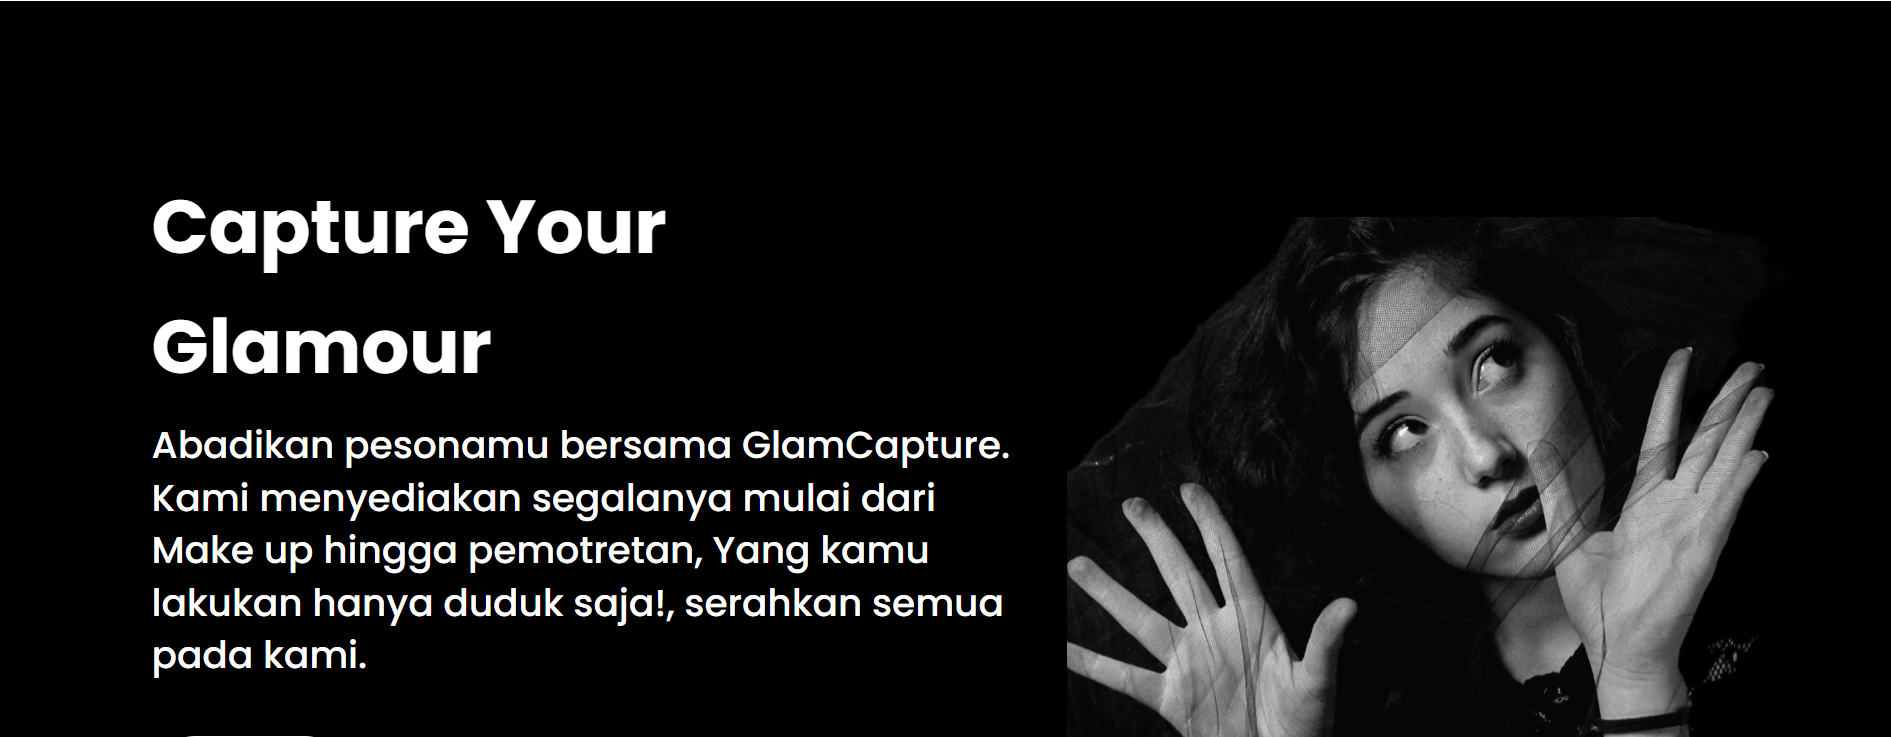 Capture Your
Glamour
Abadikan pesonamu bersama GlamCapture.
Kami menyediakan segalanya mulai dari
Make up hingga pemotretan, Yang kamu
lakukan hanya duduk saja!, serahkan semua
pada kami.